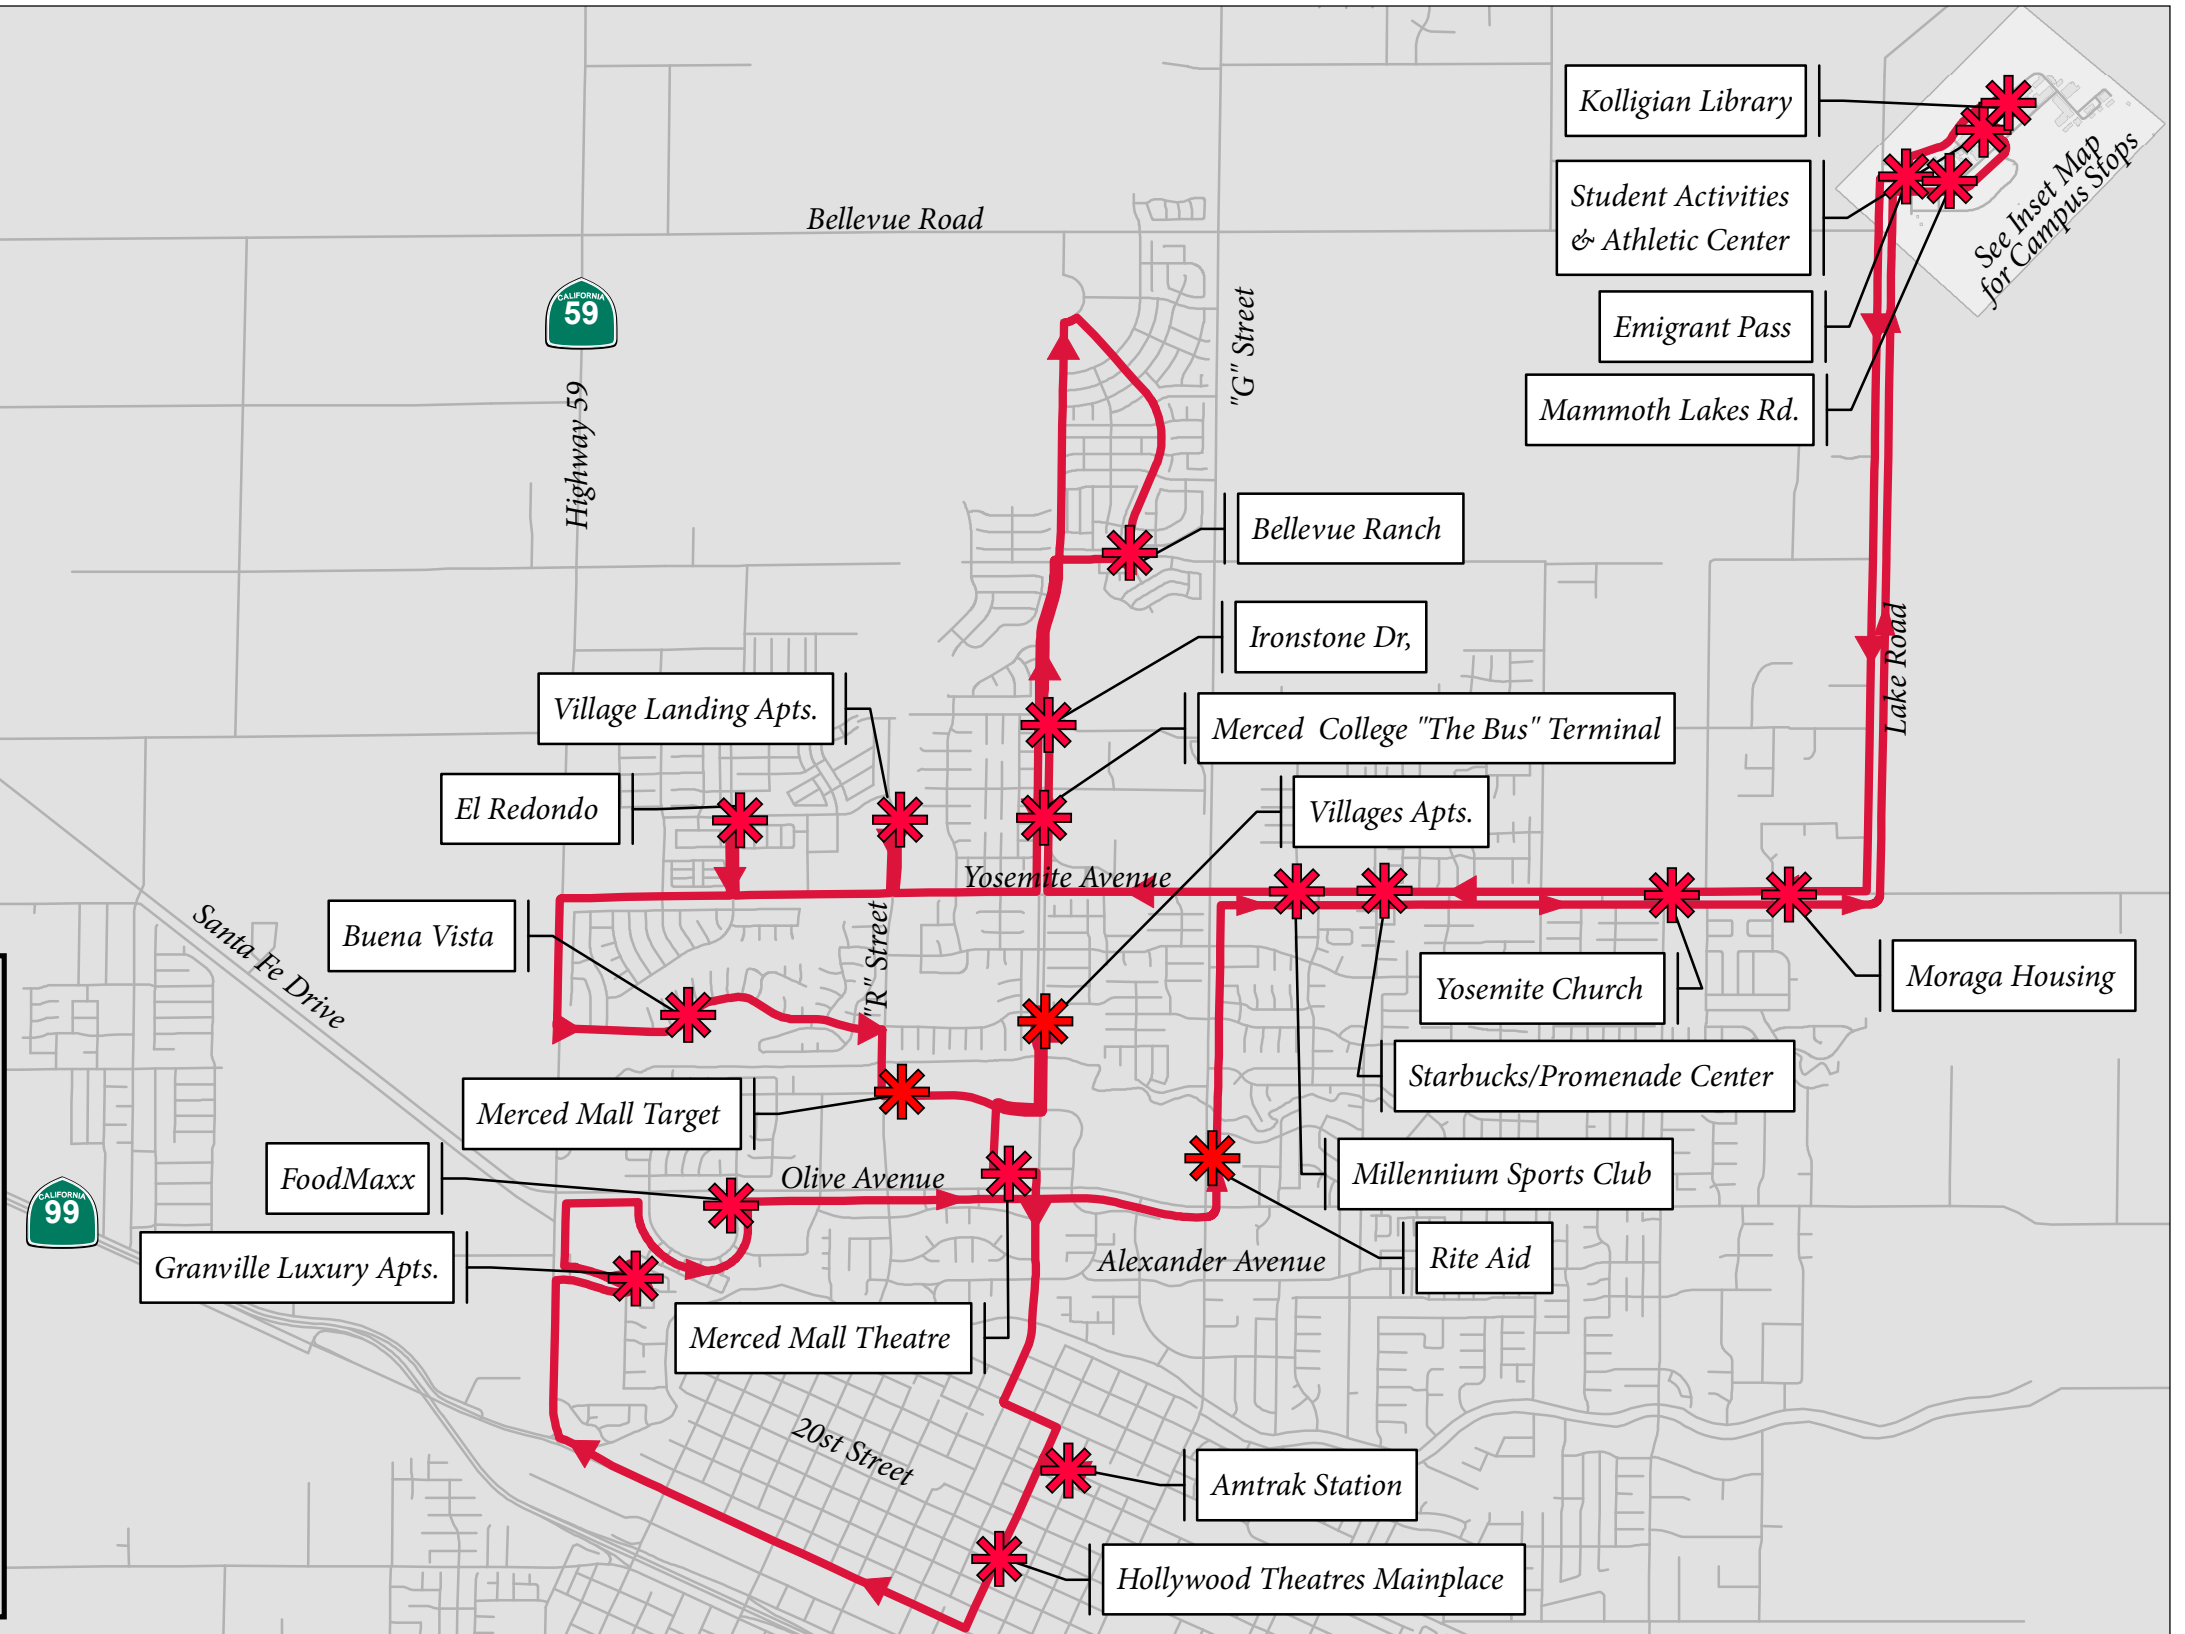 Kolligian Library
Student Activities
& Athletic Center
See Inset Map
for Campus Stops
Bellevue Road
CALIFORNIA
59
"G" Street
Emigrant Pass
Highway 59
Mammoth Lakes Rd.
Bellevue Ranch
Ironstone Dr,
Lake Road
Village Landing Apts.
Merced College "The Bus" Terminal
El Redondo
Villages Apts.
Yosemite Avenue
Buena Vista
Santa Fe Drive
"R" Street
Yosemite Church
Moraga Housing
Starbucks/Promenade Center
Merced Mall Target
FoodMaxx
Olive Avenue
Millennium Sports Club
CALIFORNIA
99
Granville Luxury Apts.
Alexander Avenue
Rite Aid
Merced Mall Theatre
20st Street
Amtrak Station
Hollywood Theatres Mainplace